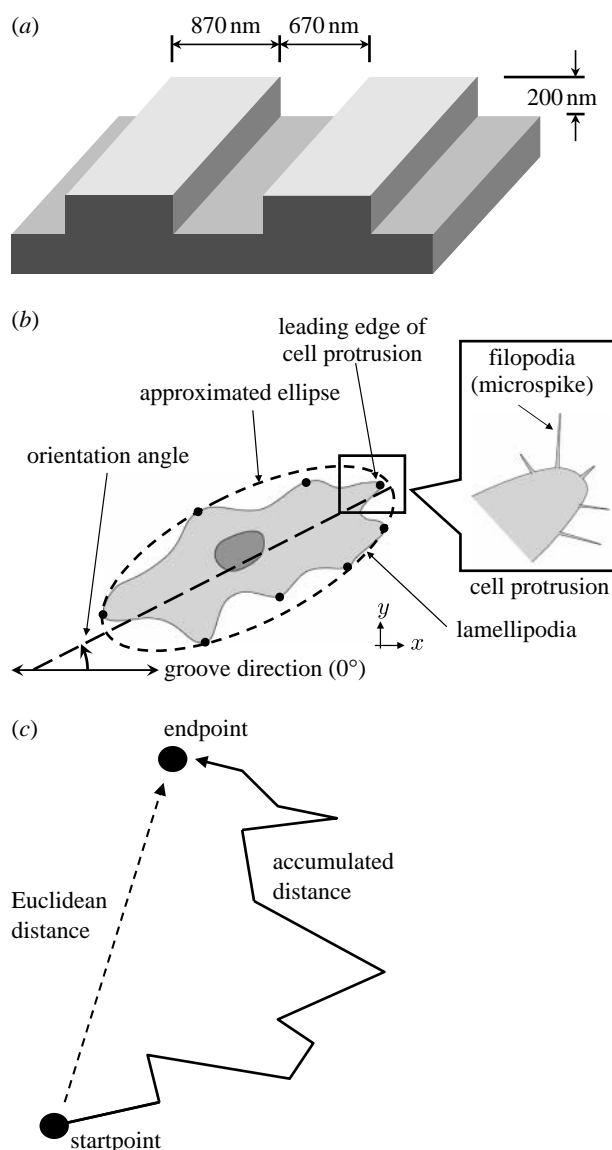 (a)
870 nm
670 nm
200 nm
(b)
leading edge of
cell protrusion
filopodia
(microspike)
approximated ellipse
orientation angle
cell protrusion
y
x
lamellipodia
groove direction (0°)
(c)
endpoint
accumulated
distance
Euclidean
distance
startpoint